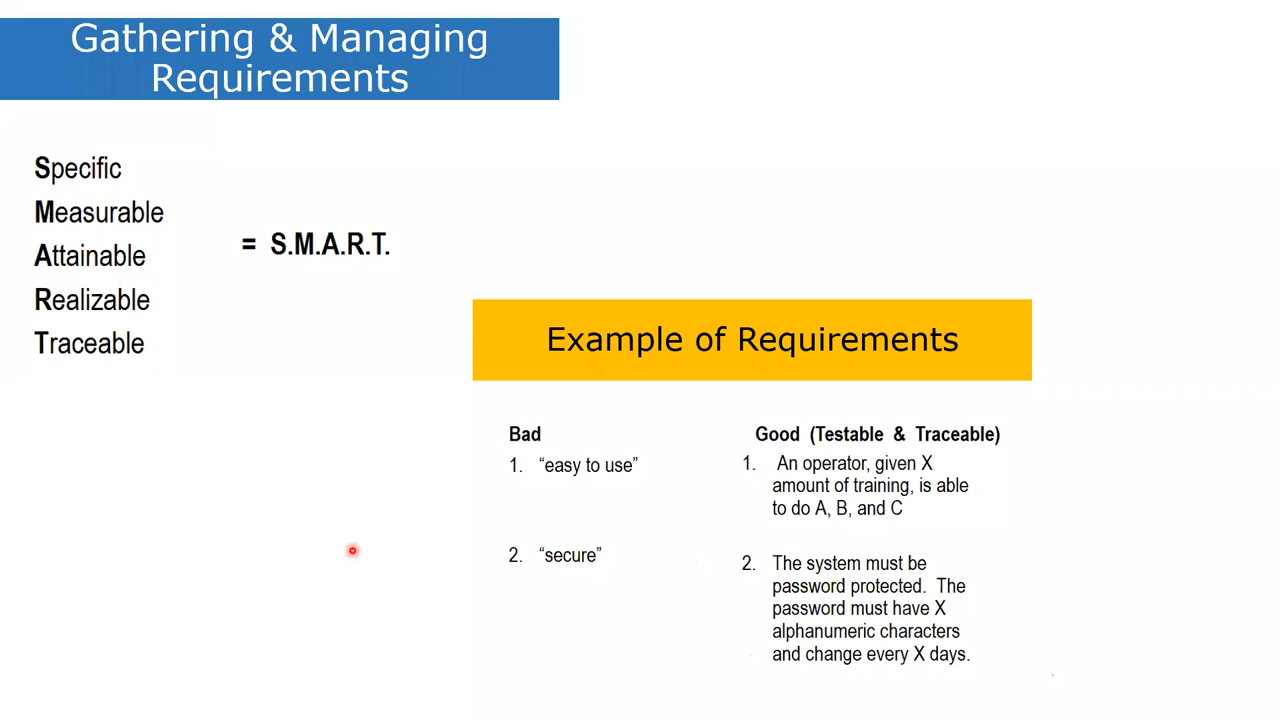 Gathering & Managing
Requirements
Specific
Measurable
Attainable
Realizable
Traceable
= S.M.A.R.T.
Example of Requirements
Bad
1. “easy to use”
2. “secure”
Good (Testable & Traceable)
1. An operator, given X
amount of training, is able
to do A, B, and C
2. The system must be
password protected. The
password must have X
alphanumeric characters
and change every X days.